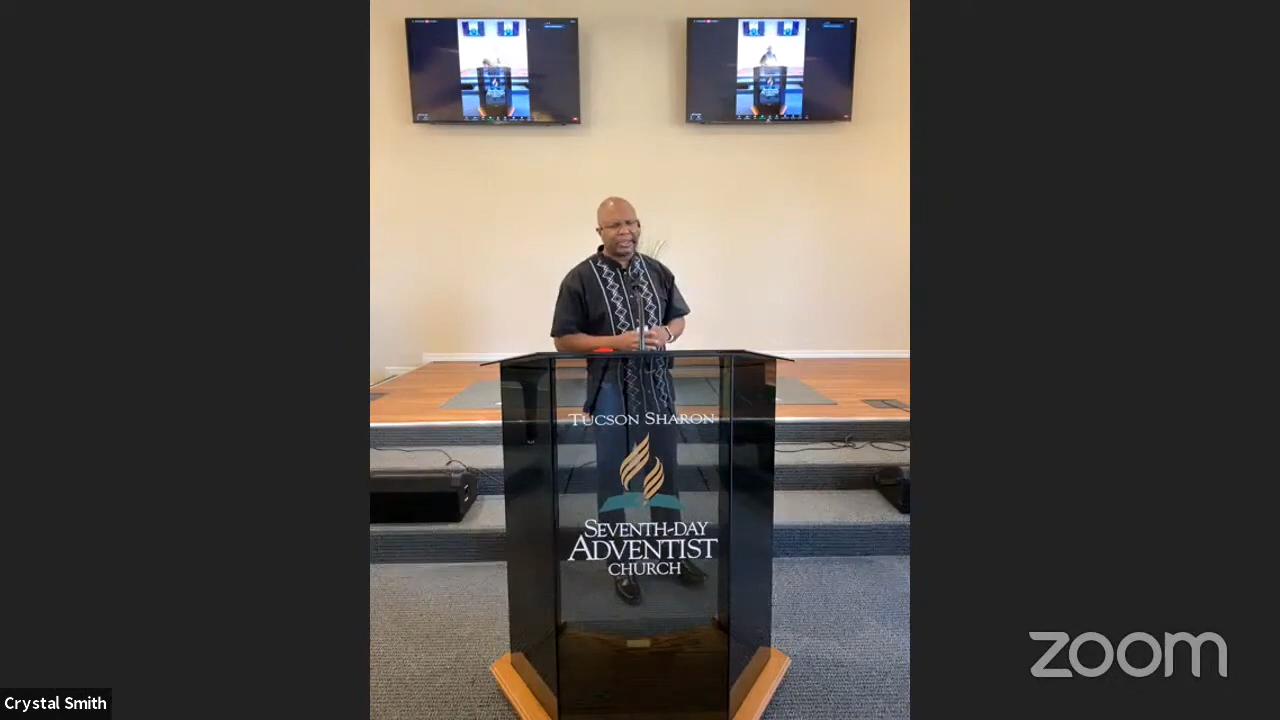 TUCSON SHARON
SEVENTH-DAY
ADVENTIST
CHURCH
zoom
Crystal Smith